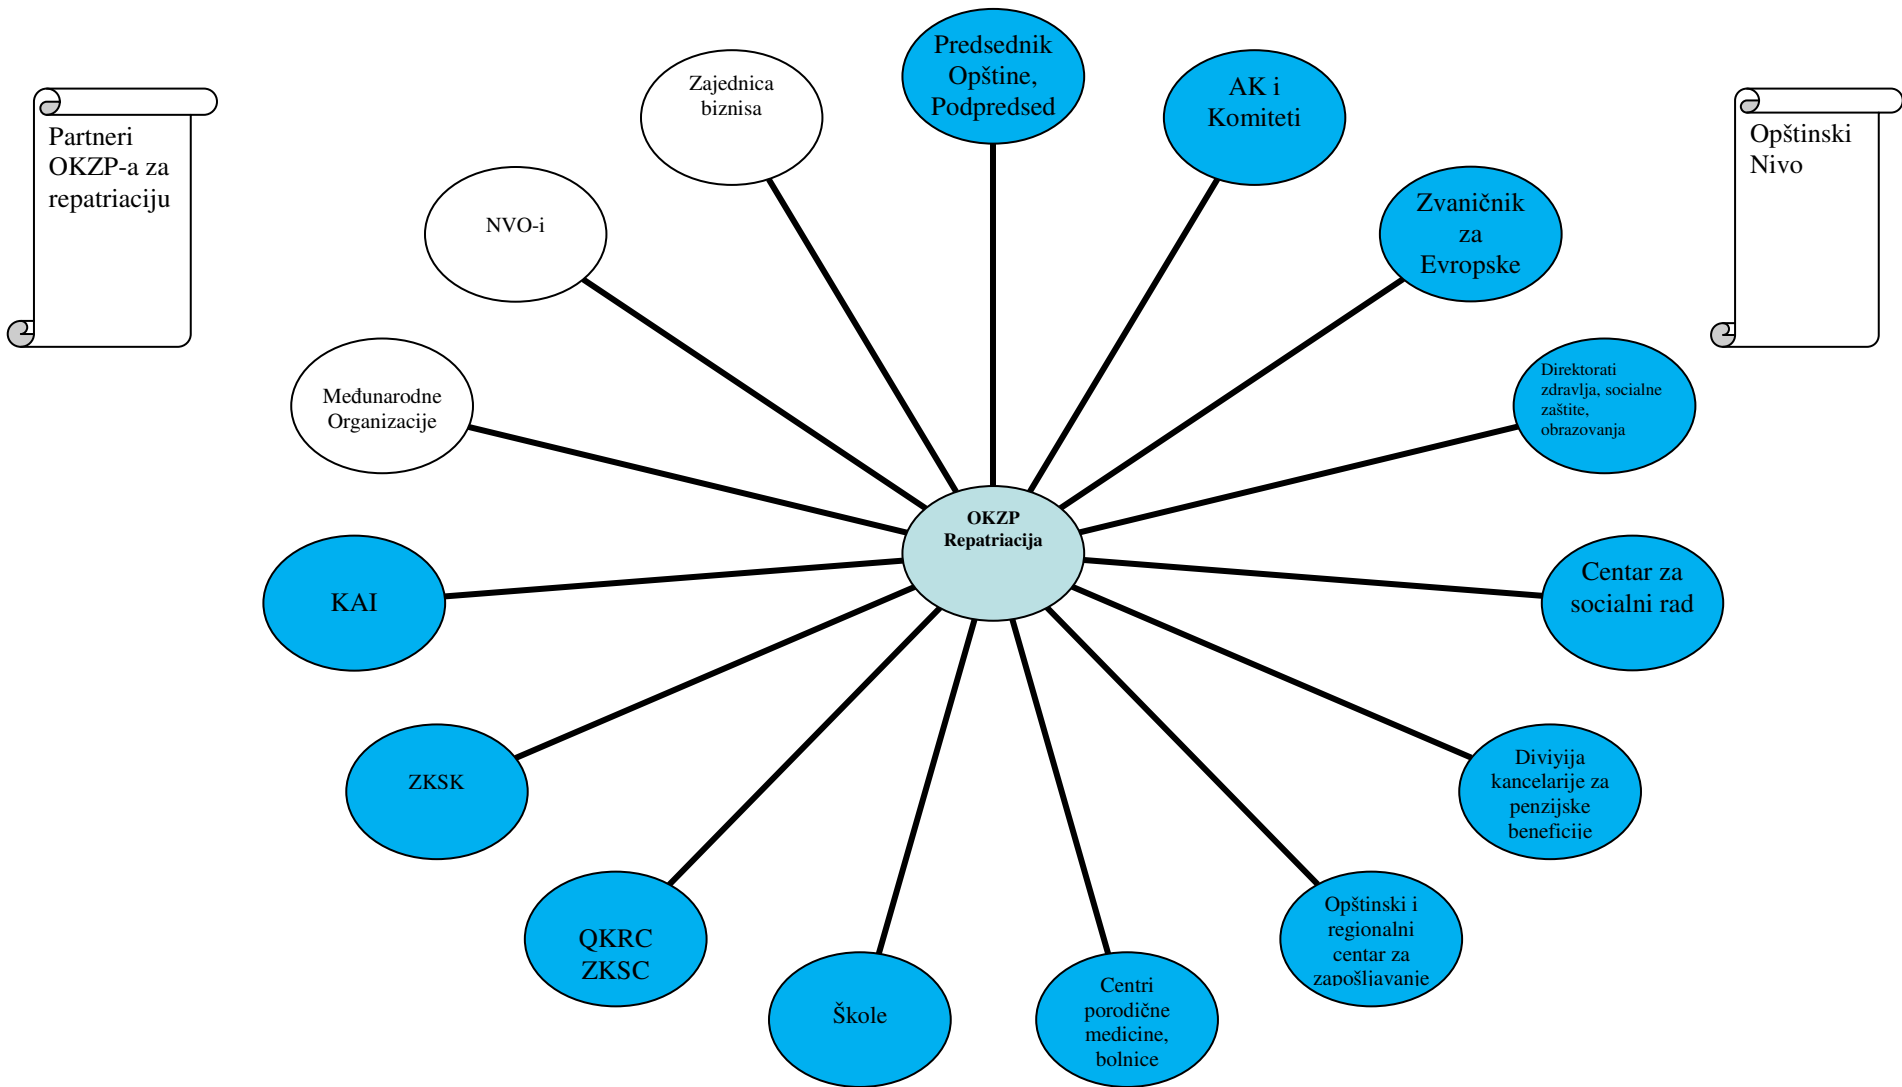 Partneri
OKZP-a za
repatriaciju
Opštinski
Nivo
Predsednik
Opštine,
Podpredsed
AK i
Komiteti
Zvaničnik
za
Evropske
Direktorati
zdravlja, socialne
zaštite,
obrazovanja
Centar za
socialni rad
Diviyija
kancelarije za
penzijske
beneficije
Opštinski i
regionalni
centar za
zapošljavanje
Centri
porodične
medicine,
bolnice
Škole
QKRC
ZKSC
ZKSK
KAI
Međunarodne
Organizacije
NVO-i
Zajednica
biznisa
OKZP
Repatriacija